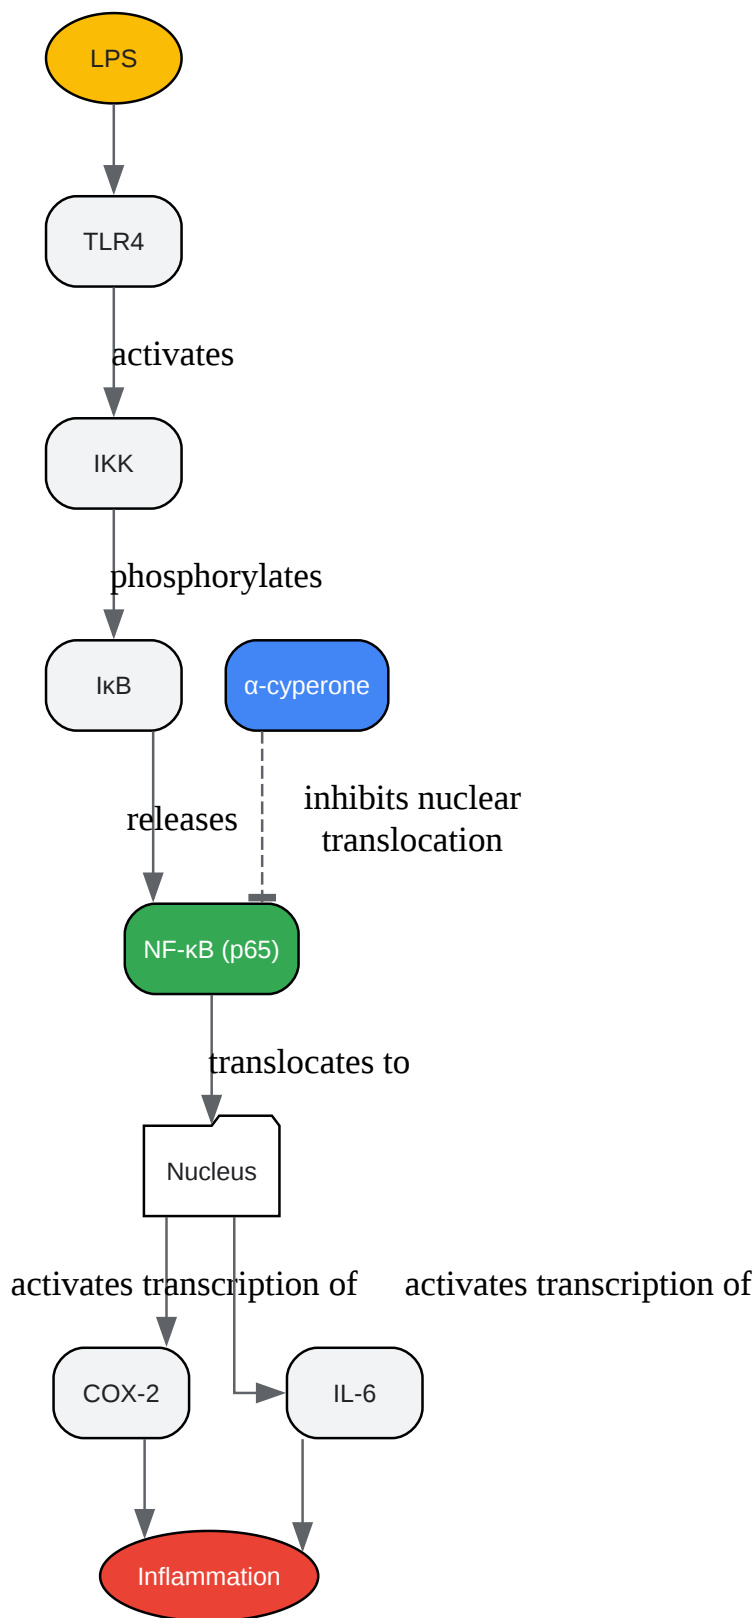 LPS
TLR4
activates
IKK
phosphorylates
IκB
α-cyperone
releases
inhibits nuclear
translocation
NF-κB (p65)
translocates to
Nucleus
activates transcription of
activates transcription of
COX-2
IL-6
Inflammation